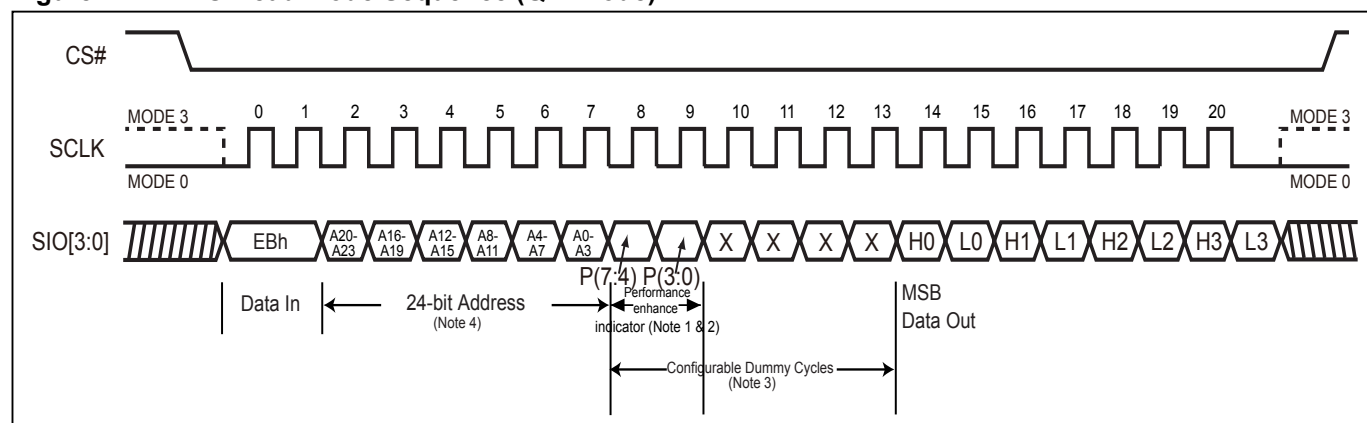 CS#
MODE 3
0 1 2 3 4 5 6 7 8 9 10 11 12 13 14 15 16 17 18 19 20
MODE 3
SCLK
MODE 0
MODE 0
SIO[3:0]
EBh
A20-
A23
A16-
A19
A12-
A15
A8-
A11
A4-
A7
A0-
A3
X X X X H0 L0 H1 L1 H2 L2 H3 L3
P(7:4) P(3:0)
Data In
24-bit Address
(Note 4)
Performance
enhance
indicator (Note 1 & 2)
MSB
Data Out
Configurable Dummy Cycles
(Note 3)